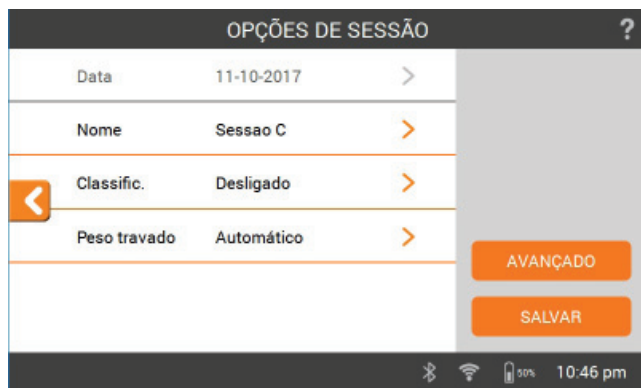 OPÇÕES DE SESSÃO ?
Data 11-10-2017
Nome Sessao C
Classific. Desligado
Peso travado Automático
AVANÇADO
SALVAR
50% 10:46 pm